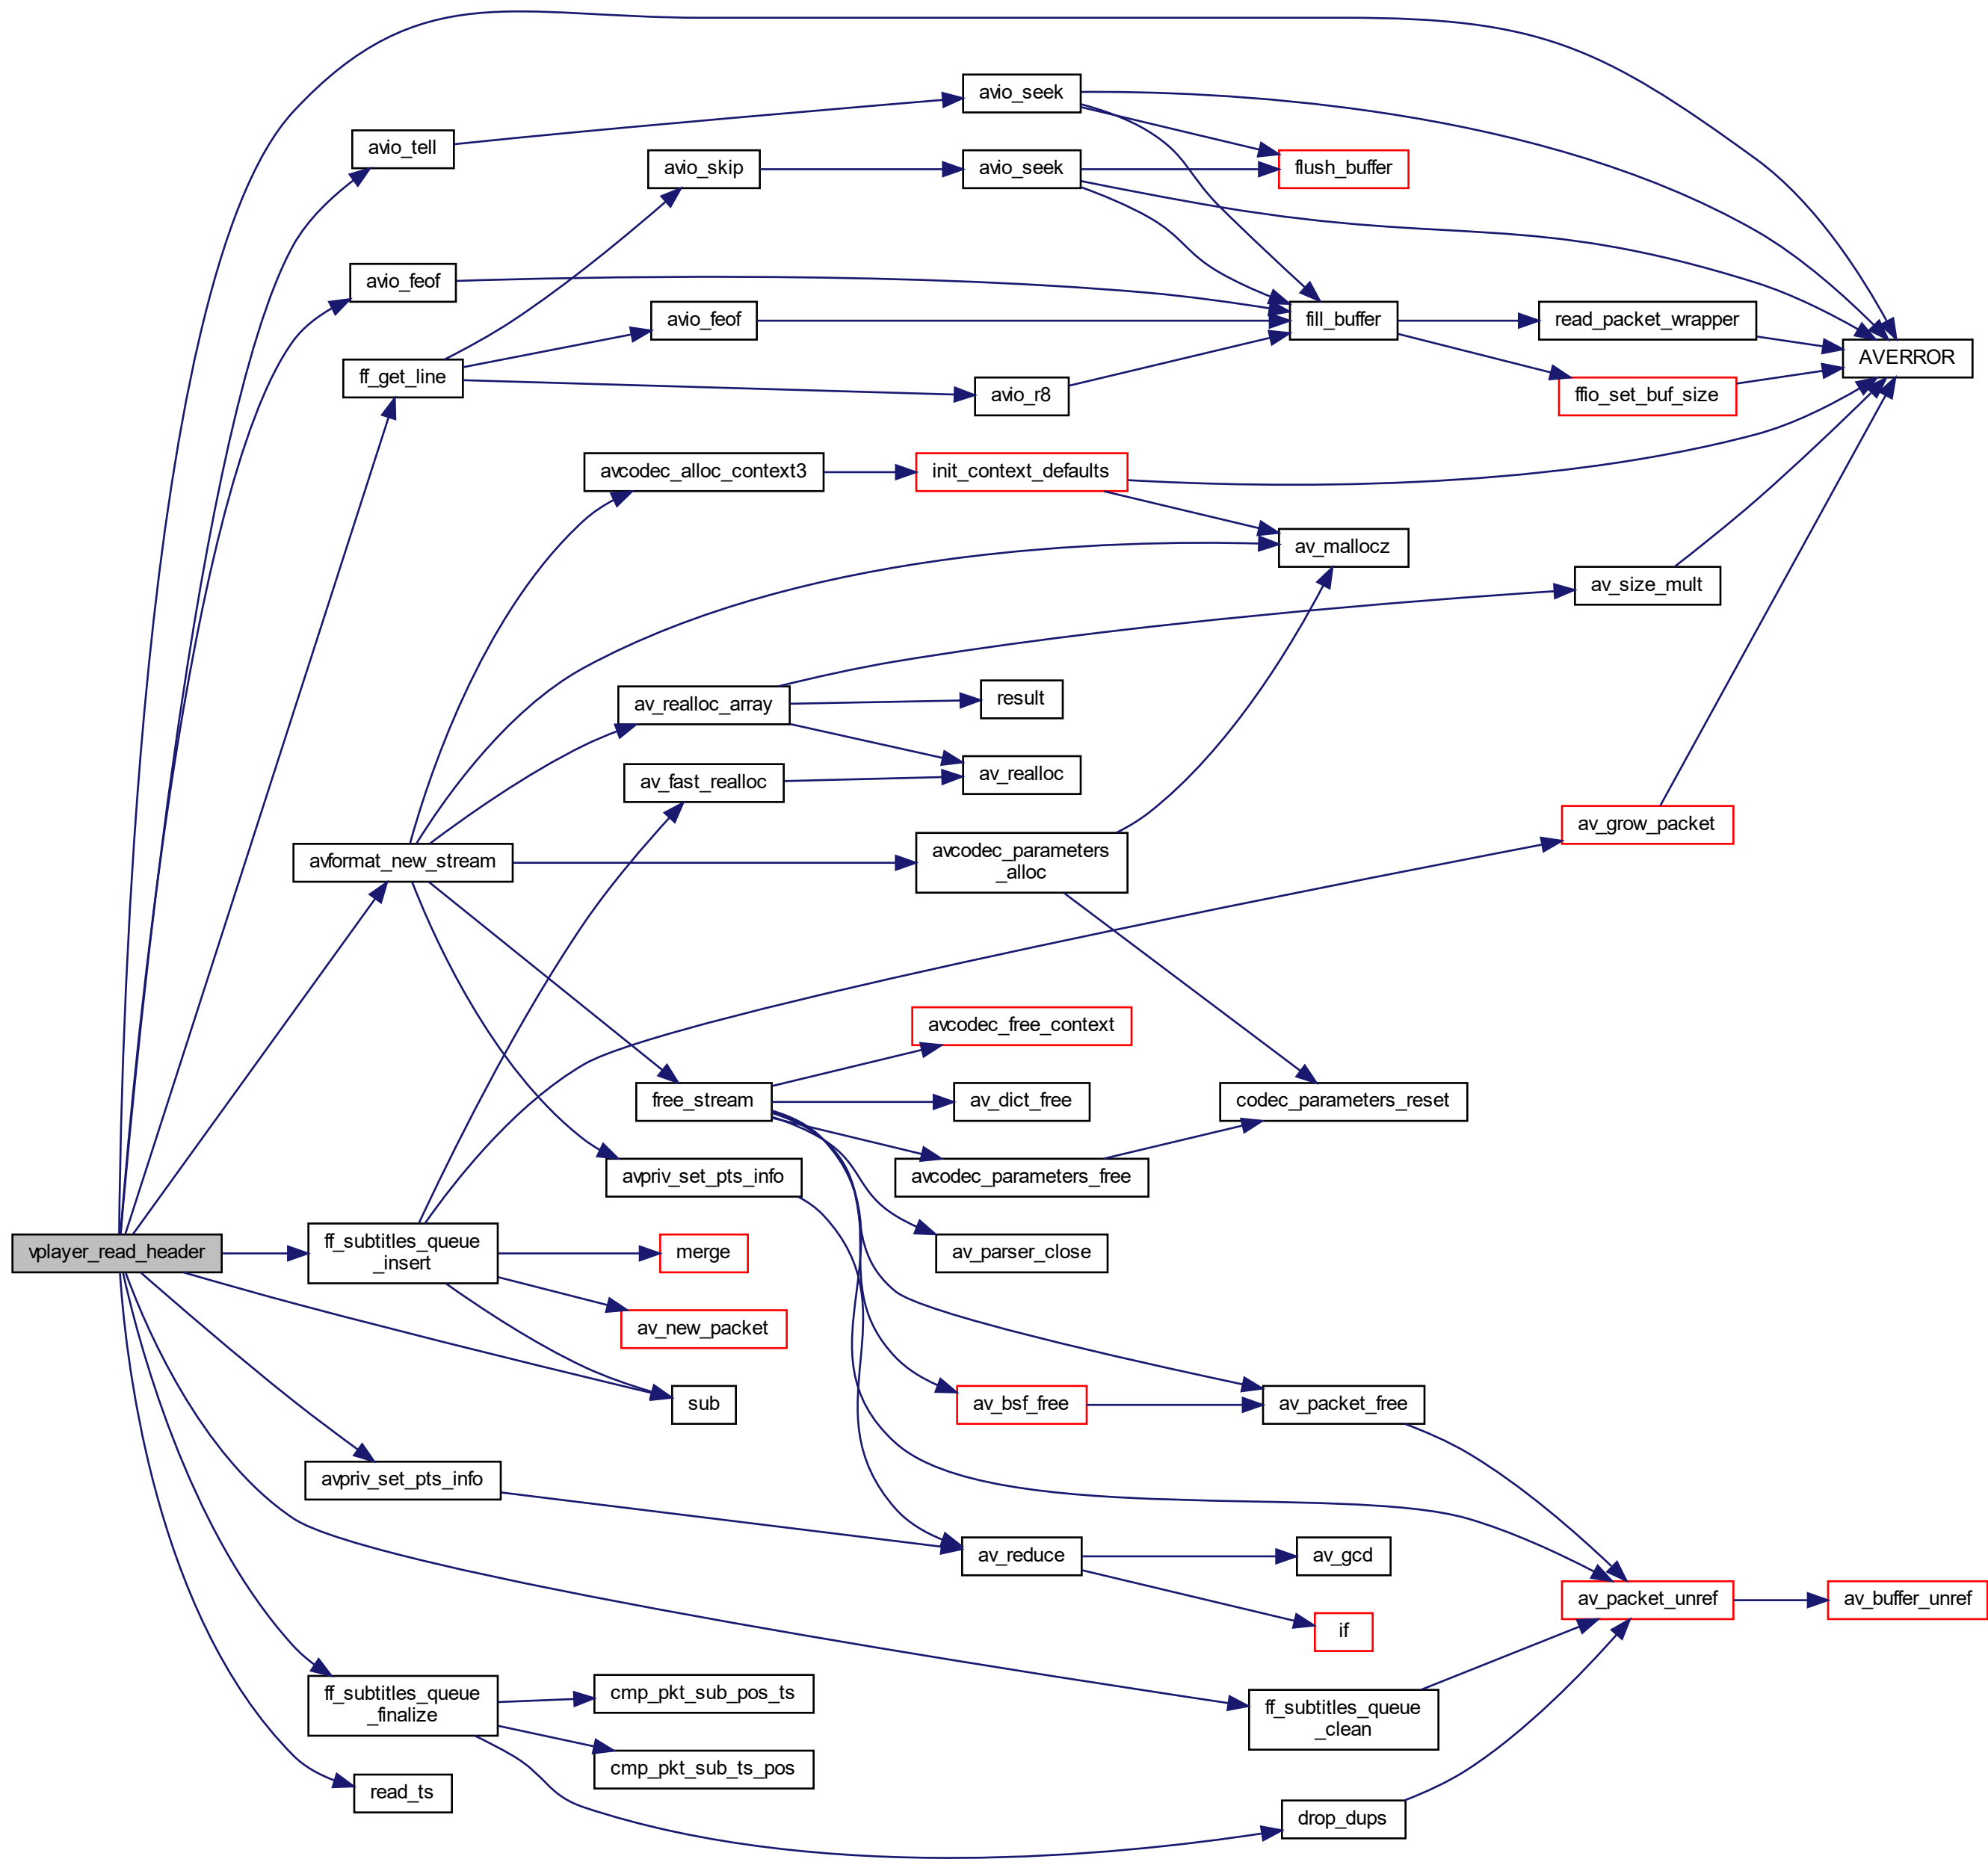 avio_seek
avio_tell
avio_skip
avio_seek
flush_buffer
avio_feof
avio_feof
fill_buffer
read_packet_wrapper
AVERROR
ff_get_line
avio_r8
ffio_set_buf_size
avcodec_alloc_context3
init_context_defaults
av_mallocz
av_size_mult
av_realloc_array
result
av_fast_realloc
av_realloc
av_grow_packet
avformat_new_stream
avcodec_parameters
_alloc
avcodec_free_context
free_stream
av_dict_free
codec_parameters_reset
avpriv_set_pts_info
avcodec_parameters_free
vplayer_read_header
ff_subtitles_queue
_insert
merge
av_parser_close
av_new_packet
sub
av_bsf_free
av_packet_free
avpriv_set_pts_info
av_reduce
av_gcd
av_packet_unref
av_buffer_unref
if
ff_subtitles_queue
_finalize
cmp_pkt_sub_pos_ts
ff_subtitles_queue
_clean
cmp_pkt_sub_ts_pos
read_ts
drop_dups